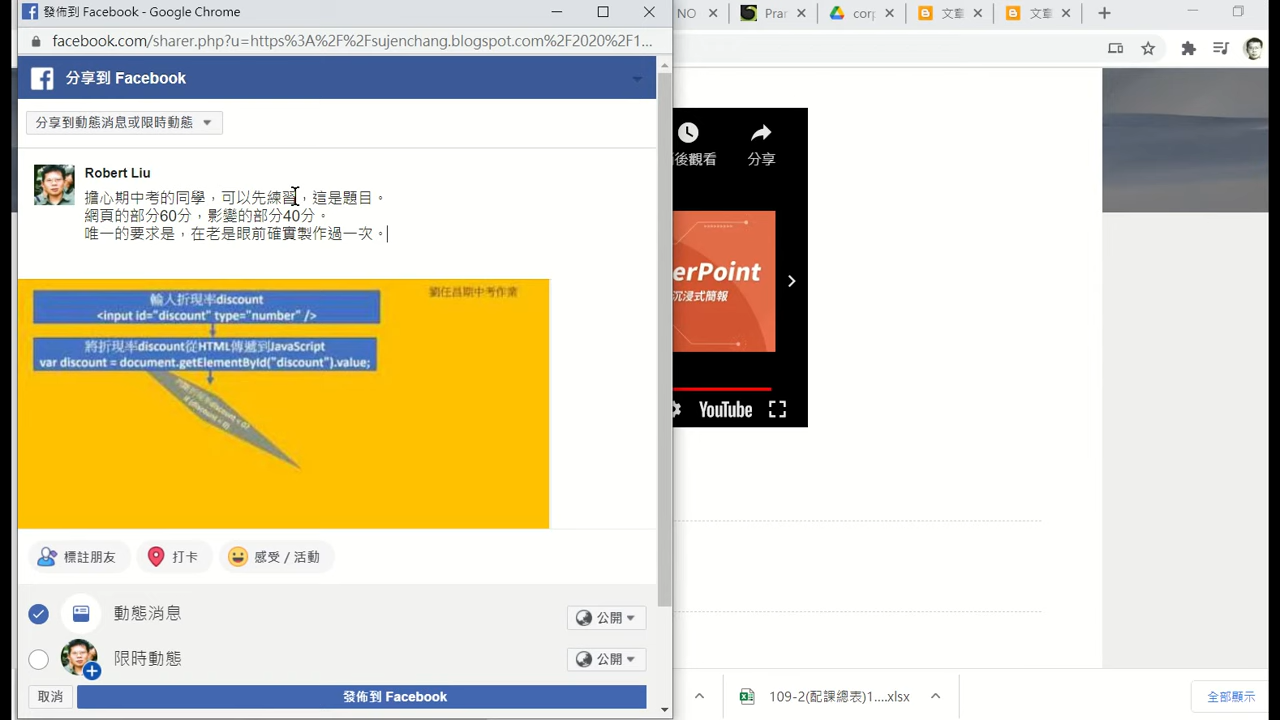 發佈到 Facebook - Google Chrome
NO
Prar
corp
文章
文章
facebook.com/sharer.php?u=https%3A%2F%2Fsujenchang.blogspot.com%2F2020%2F1...
分享到 Facebook
分享到動態消息或限時動態
Robert Liu
擔心期中考的同學，可以先練習，這是題目。
網頁的部分60分，影變的部分40分。
唯一的要求是，在老是眼前確實製作過一次。
劉任昌期中考作業
輸入折現率discount
<input id="discount" type="number" />
將折現率discount從HTML傳遞到JavaScript
var discount = document.getElementById("discount").value;
後觀看
分享
erPoint
沉浸式簡報
YouTube
標註朋友
打卡
感受 / 活動
動態消息
公開
限時動態
公開
取消
發佈到 Facebook
109-2(配課總表)1....xlsx
全部顯示